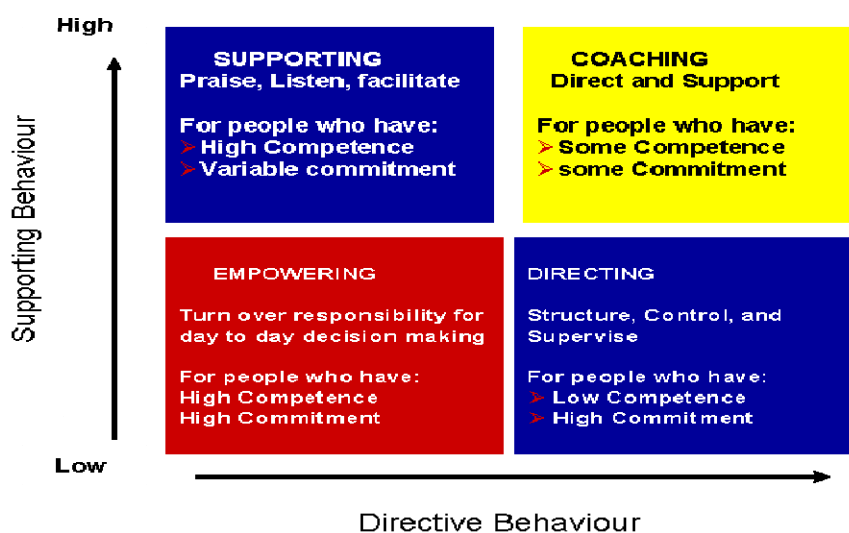 High
SUPPORTING
Praise, Listen, facilitate
For people who have:
➢ High Competence
➢ Variable commitment
COACHING
Direct and Support
For people who have:
➢ Some Competence
➢ some Commitment
Supporting Behaviour
EMPOWERING
Turn over responsibility for
day to day decision making
For people who have:
High Competence
High Commitment
DIRECTING
Structure, Control, and
Supervise
For people who have:
➢ Low Competence
➢ High Commitment
Low
Directive Behaviour